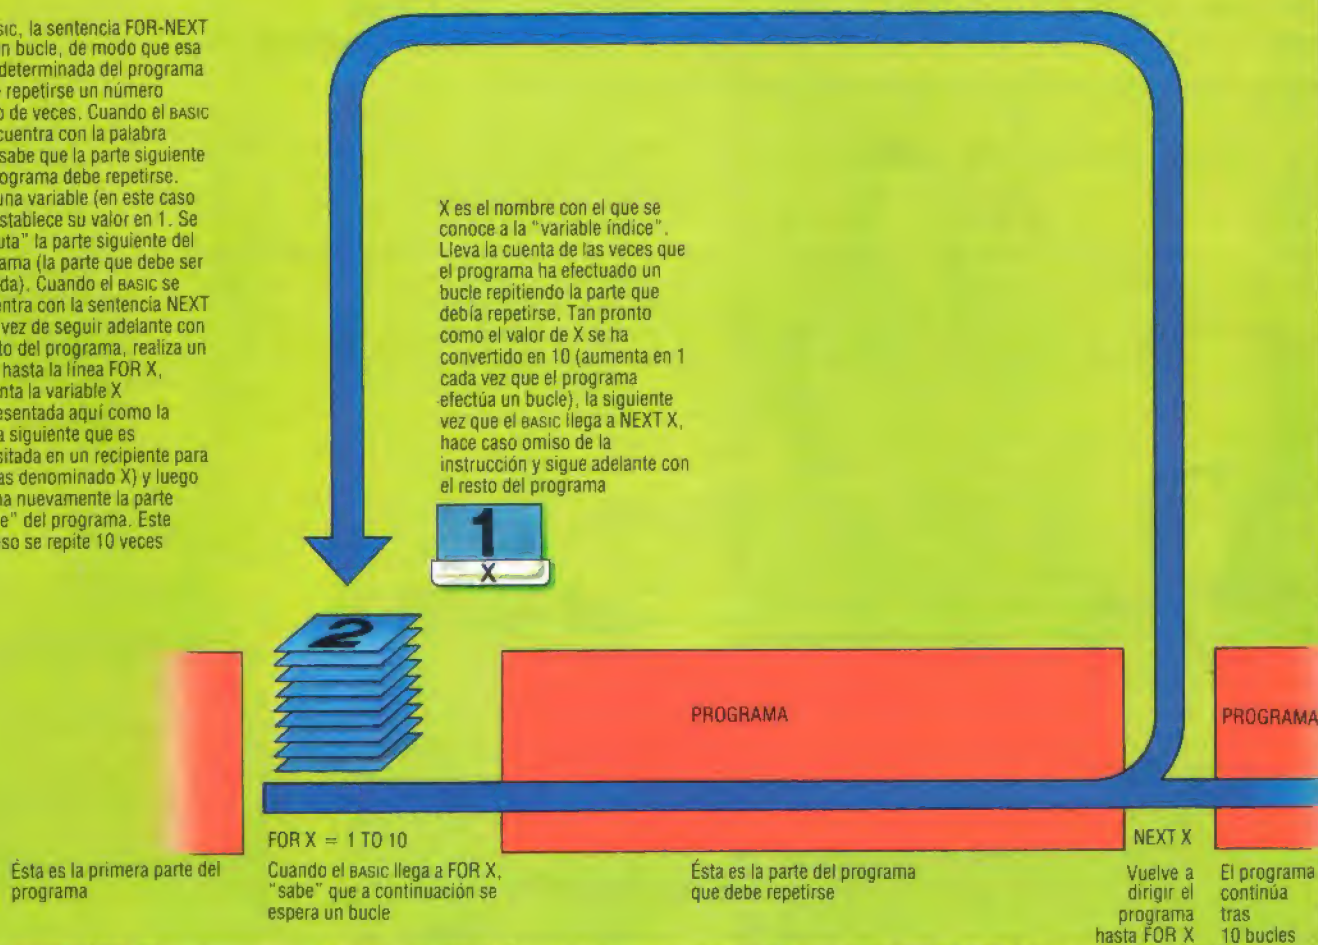 sic, la sentencia FOR-NEXT
n bucle, de modo que esa
determinada del programa
repetirse un número
o de veces. Cuando el BASIC
cuentra con la palabra
sabe que la parte siguiente
ograma debe repetirse.
una variable (en este caso
stablece su valor en 1. Se
uta" la parte siguiente del
ama (la parte que debe ser
da). Cuando el BASIC se
entra con la sentencia NEXT
vez de seguir adelante con
to del programa, realiza un
hasta la línea FOR X,
nta la variable X
esentada aquí como la
a siguiente que es
sitada en un recipiente para
as denominado X) y luego
na nuevamente la parte
e" del programa. Este
so se repite 10 veces
X es el nombre con el que se
conoce a la "variable índice".
Lleva la cuenta de las veces que
el programa ha efectuado un
bucle repitiendo la parte que
debía repetirse. Tan pronto
como el valor de X se ha
convertido en 10 (aumenta en 1
cada vez que el programa
efectúa un bucle), la siguiente
vez que el BASIC llega a NEXT X,
hace caso omiso de la
instrucción y sigue adelante con
el resto del programa
1
X
2
PROGRAMA
PROGRAMA
Ésta es la primera parte del
programa
FOR X = 1 TO 10
Cuando el BASIC llega a FOR X,
"sabe" que a continuación se
espera un bucle
Ésta es la parte del programa
que debe repetirse
NEXT X
Vuelve a
dirigir el
programa
hasta FOR X
El programa
continúa
tras
10 bucles